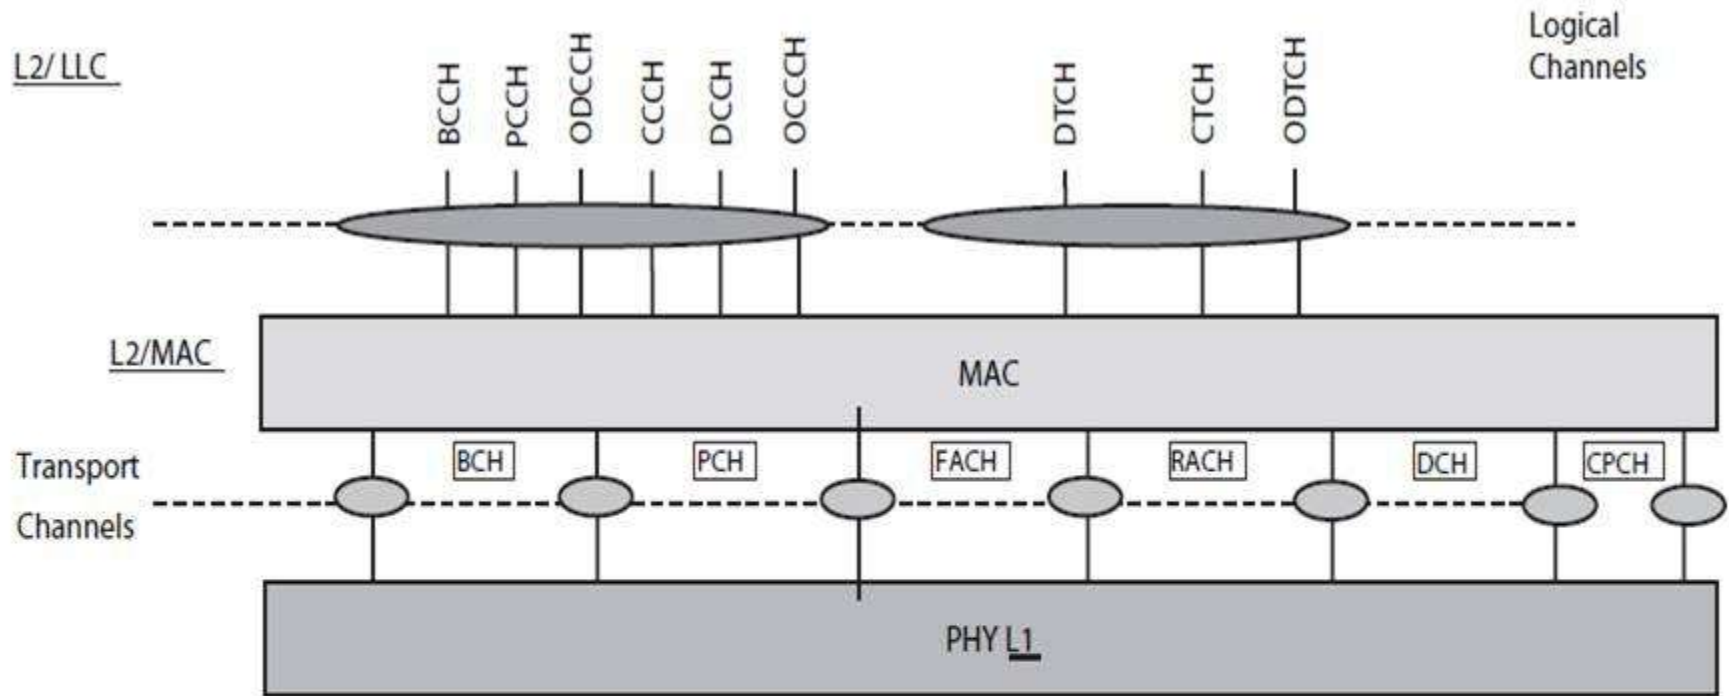 L2/ LLC
BCCH
PCCH
ODCCH
CCCH
DCCH
OCCCH
DTCH
CTCH
ODTCH
Logical
Channels
L2/MAC
MAC
Transport
Channels
BCH
PCH
FACH
RACH
DCH
CPCH
PHY L1